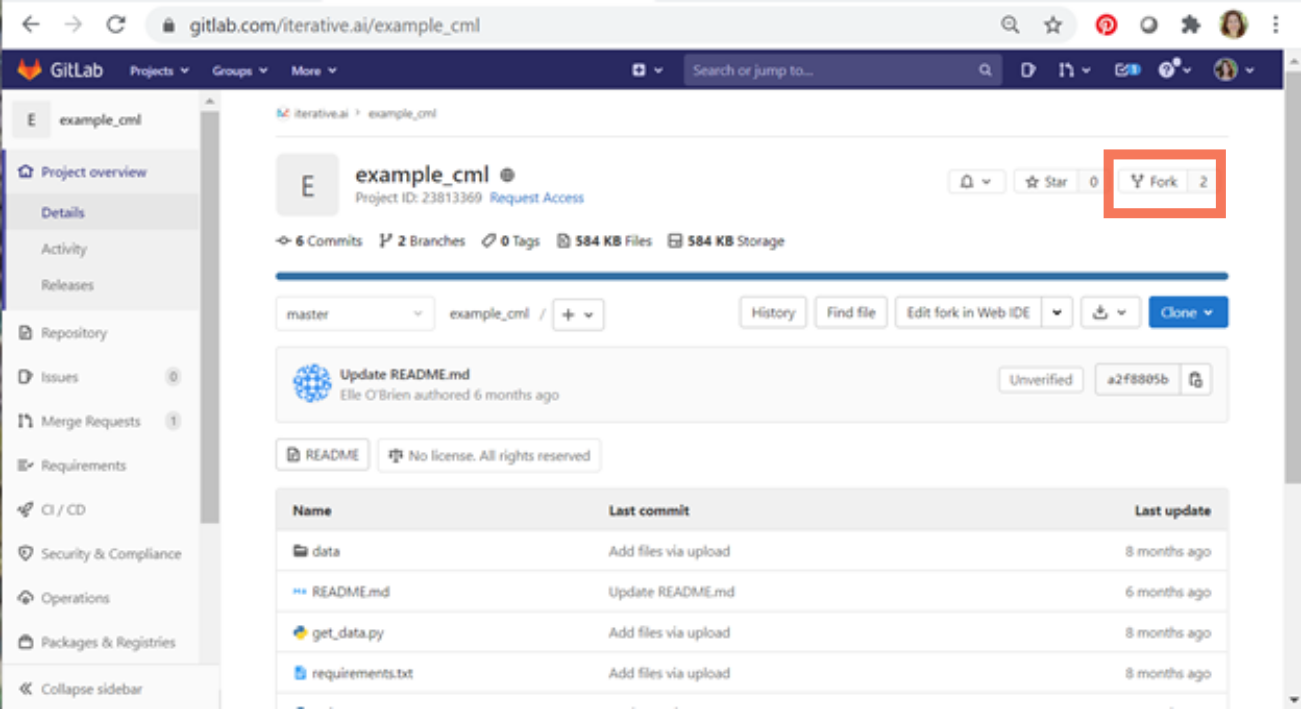 gitlab.com/iterative.ai/example_cml
GitLab Projects Groups More Search or jump to...
E example_cml
Project overview
Details
Activity
Releases
Repository
Issues 0
Merge Requests 1
Requirements
CI / CD
Security & Compliance
Operations
Packages & Registries
Collapse sidebar
iterative.ai > example_cml
E
example_cml
Project ID: 23813369 Request Access
Star 0 Fork 2
6 Commits 2 Branches 0 Tags 584 KB Files 584 KB Storage
master example_cml / + History Find file Edit fork in Web IDE Clone
Update README.md
Elle O'Brien authored 6 months ago
Unverified a2f8805b
README No license. All rights reserved
Name Last commit Last update
data Add files via upload 8 months ago
README.md Update README.md 6 months ago
get_data.py Add files via upload 8 months ago
requirements.txt Add files via upload 8 months ago